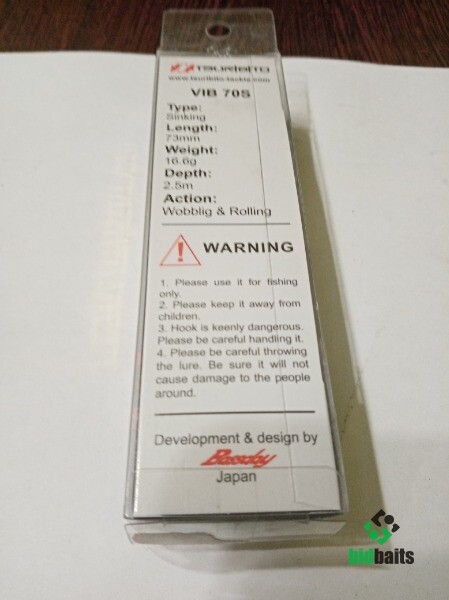 TSURIBITO
www.tsuribito-tackle.com
VIB 70S
Type:
Sinking
Length:
73mm
Weight:
16.6g
Depth:
2.5m
Action:
Wobblig & Rolling
WARNING
1. Please use it for fishing
only.
2. Please keep it away from
children.
3. Hook is keenly dangerous.
Please be careful handling it.
4. Please be careful throwing
the lure. Be sure it will not
cause damage to the people
around.
Development & design by
Bassday
Japan
bidbaits